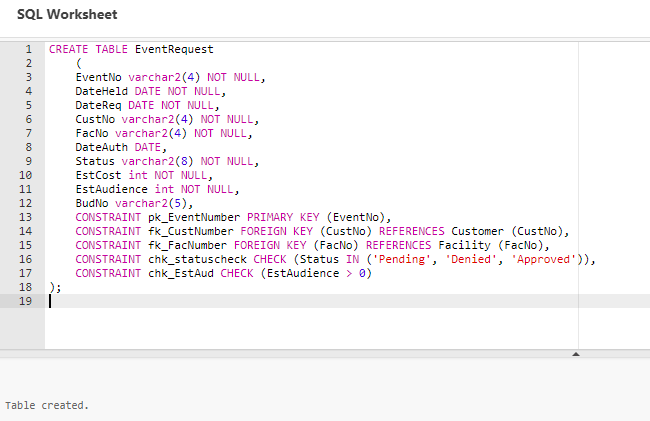 SQL Worksheet
1 CREATE TABLE EventRequest
2 (
3 EventNo varchar2(4) NOT NULL,
4 DateHeld DATE NOT NULL,
5 DateReq DATE NOT NULL,
6 CustNo varchar2(4) NOT NULL,
7 FacNo varchar2(4) NOT NULL,
8 DateAuth DATE,
9 Status varchar2(8) NOT NULL,
10 EstCost int NOT NULL,
11 EstAudience int NOT NULL,
12 BudNo varchar2(5),
13 CONSTRAINT pk_EventNumber PRIMARY KEY (EventNo),
14 CONSTRAINT fk_CustNumber FOREIGN KEY (CustNo) REFERENCES Customer (CustNo),
15 CONSTRAINT fk_FacNumber FOREIGN KEY (FacNo) REFERENCES Facility (FacNo),
16 CONSTRAINT chk_statuscheck CHECK (Status IN ('Pending', 'Denied', 'Approved')),
17 CONSTRAINT chk_EstAud CHECK (EstAudience > 0)
18 );
19
Table created.